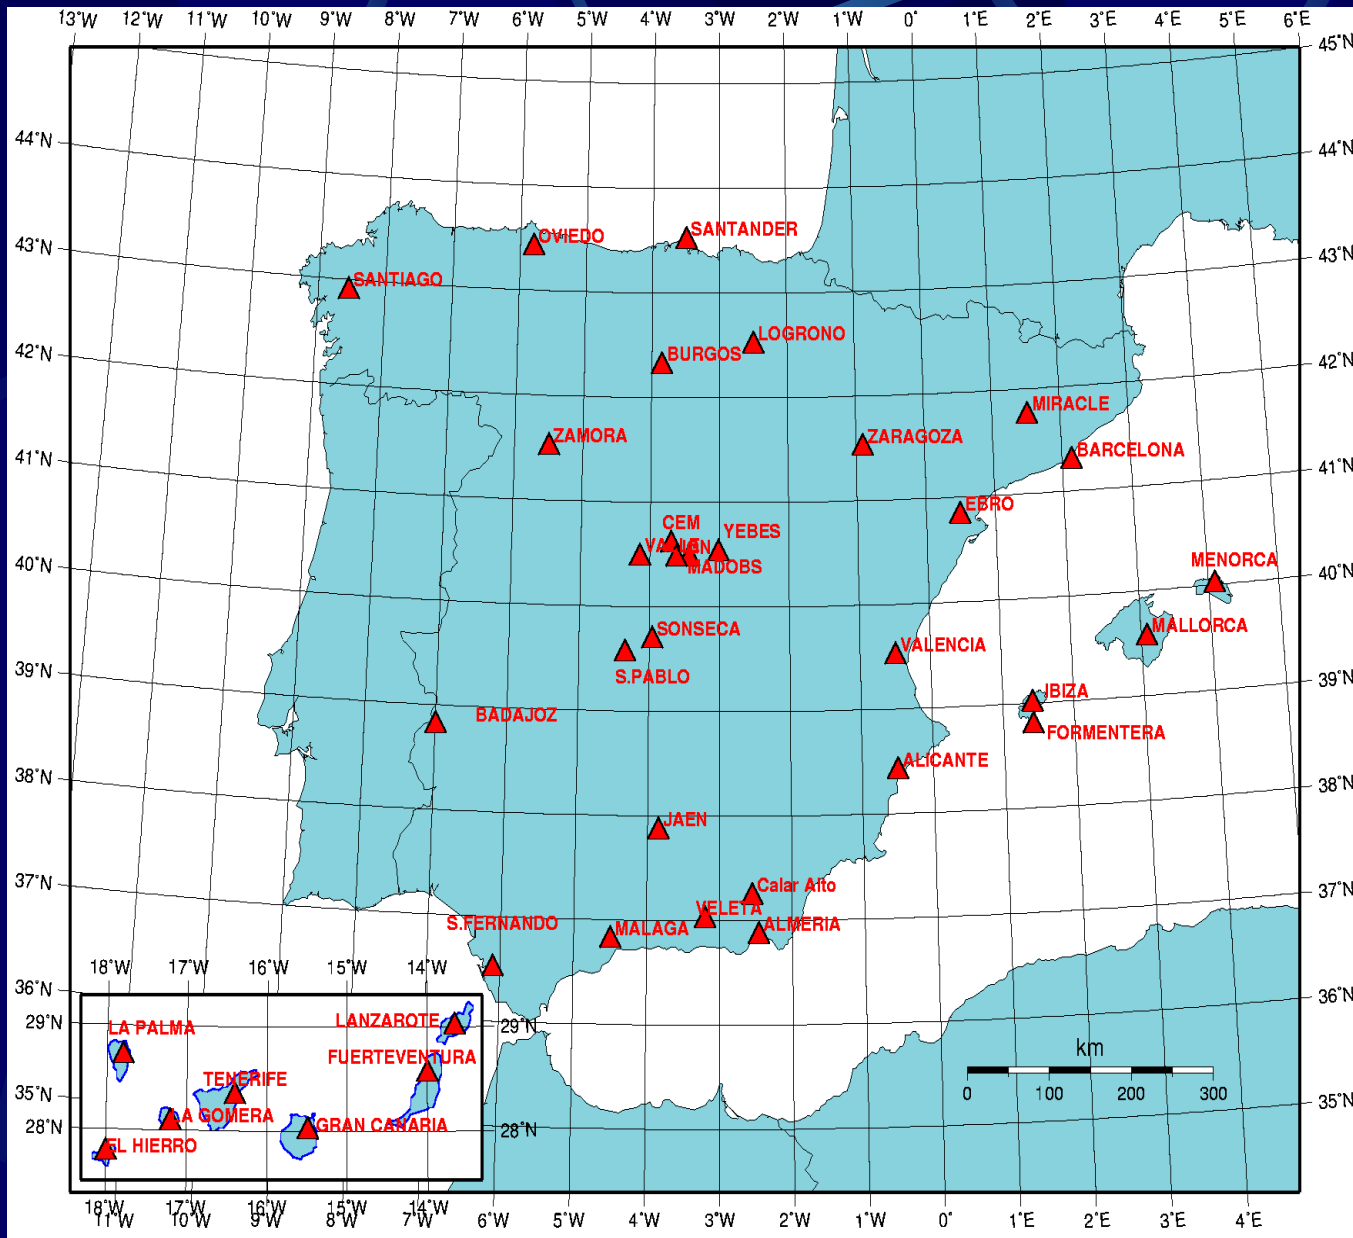 13°W 12°W 11°W 10°W 9°W 8°W 7°W 6°W 5°W 4°W 3°W 2°W 1°W 0° 1°E 2°E 3°E 4°E 5°E 6°E
45°N
44°N 44°N
43°N 43°N
42°N 42°N
41°N 41°N
40°N 40°N
39°N 39°N
38°N 38°N
37°N 37°N
36°N 36°N
35°N 35°N
SANTANDER
OVIEDO
SANTIAGO
LOGRONO
BURGOS
MIRACLE
ZAMORA
ZARAGOZA
BARCELONA
EBRO
CEM
YEBES
IGN
MADOBS
MENORCA
MALLORCA
SONSECA
VALENCIA
S.PABLO
IBIZA
BADAJOZ
FORMENTERA
ALICANTE
JAEN
Calar Alto
VELETA
S.FERNANDO
MALAGA
ALMERIA
18°W 17°W 16°W 15°W 14°W
29°N 29°N
LANZAROTE
LA PALMA
FUERTEVENTURA
TENERIFE
LA GOMERA
GRAN CANARIA
28°N 28°N
EL HIERRO
km
0 100 200 300
18°W 17°W 16°W 15°W 14°W
11°W 10°W 9°W 8°W 7°W 6°W 5°W 4°W 3°W 2°W 1°W 0° 1°E 2°E 3°E 4°E